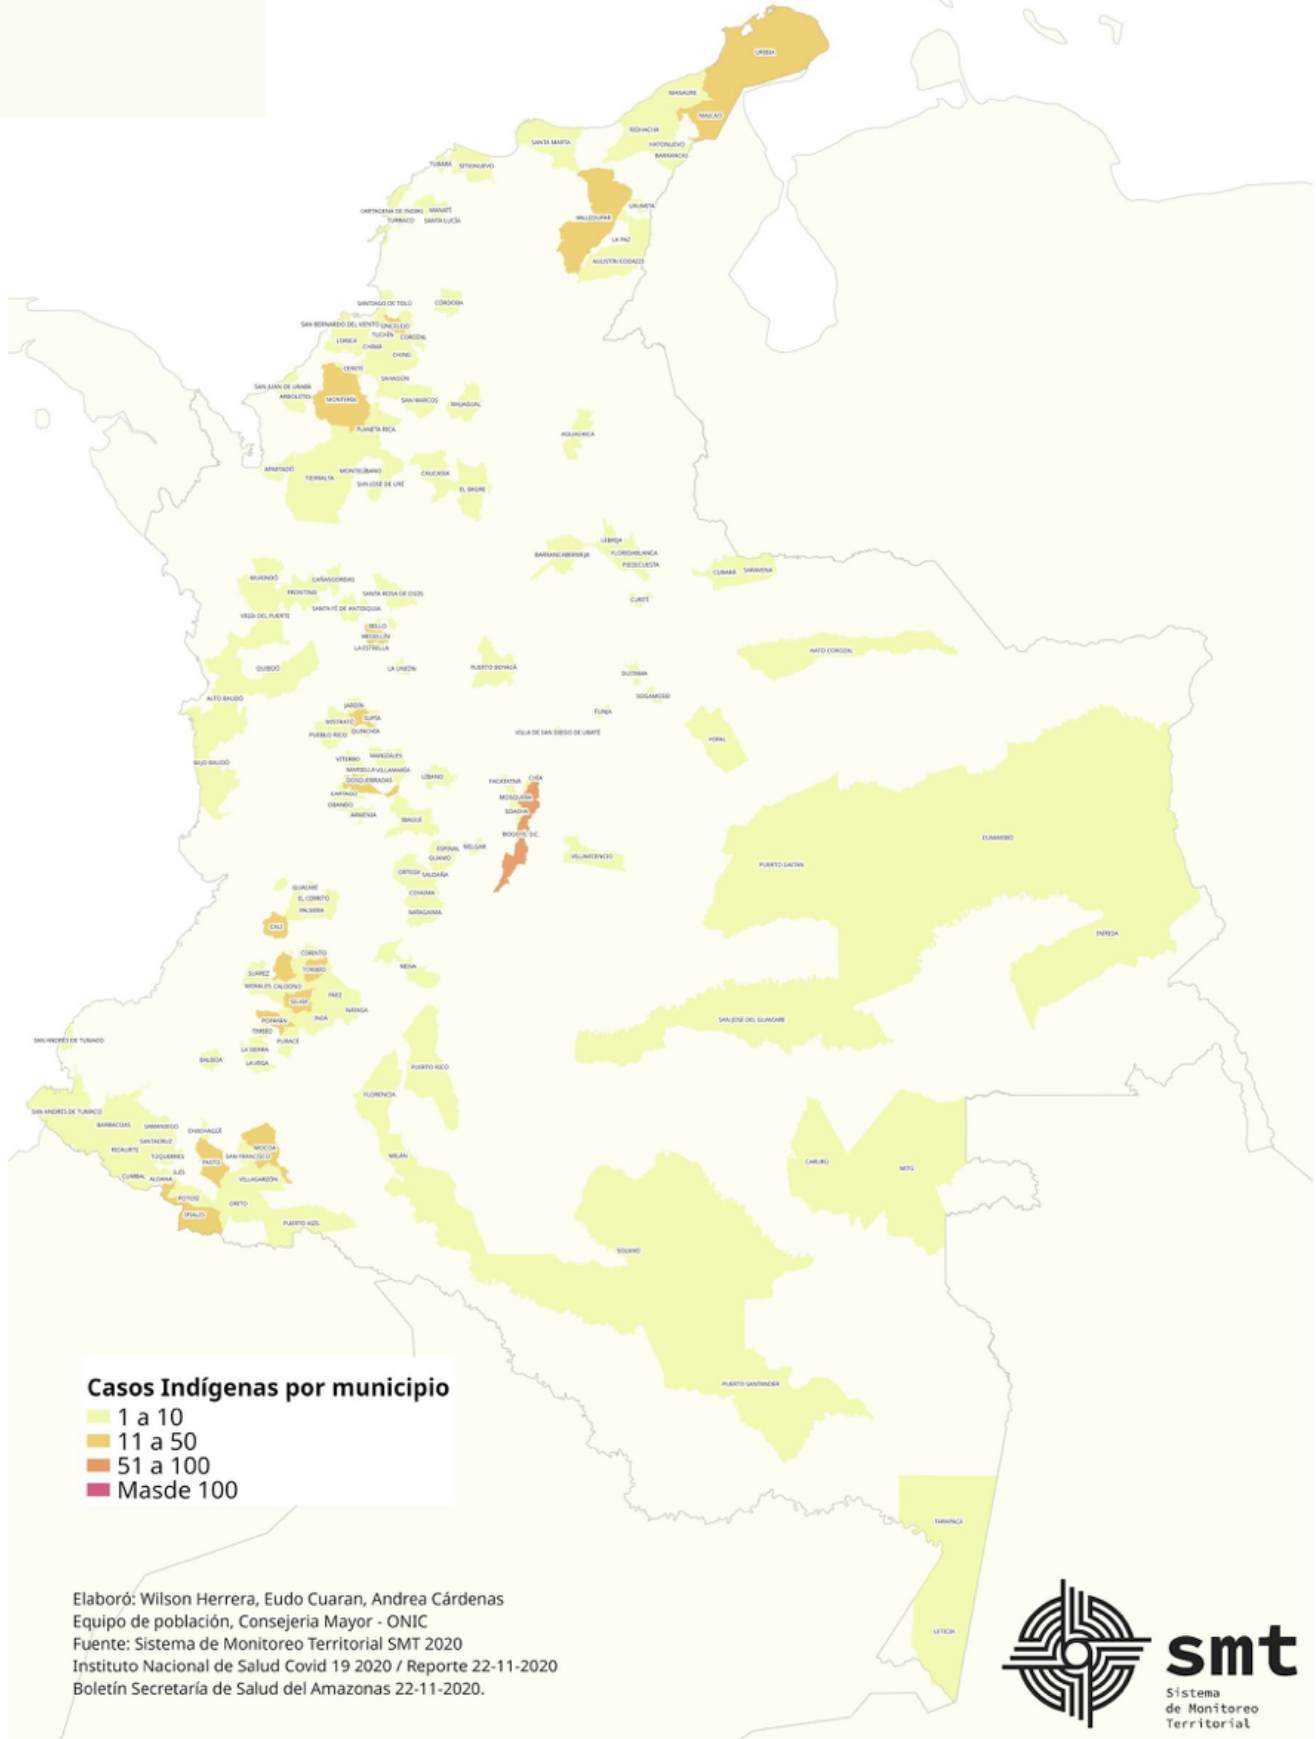 URIBIA
MANAURE
MAICAO
RIOHACHA
SANTA MARTA
HATONUEVO
BARRANCAS
TUBARÁ
SITIONUEVO
URUMITA
CARTAGENA DE INDIAS
MANATÍ
VALLEDUPAR
TURBACO
SANTA LUCÍA
LA PAZ
AGUSTÍN CODAZZI
SANTIAGO DE TOLÚ
CÓRDOBA
SAN BERNARDO DEL VIENTO
SINCELEJO
TUCHÍN
COROZAL
LORICA
CHIMÁ
CHINÚ
CERETÉ
SAHAGÚN
SAN JUAN DE URABÁ
ARBOLETES
MONTERÍA
SAN MARCOS
MAJAGUAL
PLANETA RICA
AGUACHICA
APARTADÓ
MONTELÍBANO
CAUCASIA
TIERRALTA
SAN JOSÉ DE URÉ
EL BAGRE
LEBRIJA
BARRANCABERMEJA
FLORIDABLANCA
PIEDECUESTA
CUBARÁ
SARAVENA
MURINDÓ
CAÑASGORDAS
FRONTINO
SANTA ROSA DE OSOS
CURITÍ
SANTA FÉ DE ANTIOQUIA
VIGÍA DEL FUERTE
BELLO
MEDELLÍN
LA ESTRELLA
HATO COROZAL
QUIBDÓ
LA UNIÓN
PUERTO BOYACÁ
DUITAMA
ALTO BAUDÓ
SOGAMOSO
JARDÍN
TUNJA
MISTRATÓ
SUPÍA
PUEBLO RICO
QUINCHÍA
VILLA DE SAN DIEGO DE UBATÉ
YOPAL
VITERBO
MANIZALES
BAJO BAUDÓ
MARSELLA
VILLAMARÍA
DOSQUEBRADAS
LÍBANO
FACATATIVÁ
CHÍA
CARTAGO
MOSQUERA
OBANDO
SOACHA
ARMENIA
IBAGUÉ
BOGOTÁ, D.C.
CUMARIBO
ESPINAL
MELGAR
GUAMO
VILLAVICENCIO
PUERTO GAITÁN
ORTEGA
SALDAÑA
GUACARÍ
COYAIMA
EL CERRITO
PALMIRA
NATAGAIMA
CALI
INÍRIDA
CORINTO
TORIBÍO
SUÁREZ
NEIVA
MORALES
CALDONO
SILVIA
PÁEZ
NÁTAGA
POPAYÁN
INZÁ
TIMBÍO
PURACÉ
SAN JOSÉ DEL GUAVIARE
SAN ANDRÉS DE TUMACO
LA SIERRA
BALBOA
LA VEGA
PUERTO RICO
FLORENCIA
SAN ANDRÉS DE TUMACO
BARBACOAS
SAMANIEGO
CHACHAGÜÍ
SANTACRUZ
RICAURTE
TÚQUERRES
PASTO
SAN FRANCISCO
MOCOA
MILÁN
CARURÚ
MITÚ
CUMBAL
ALDANA
ILES
VILLAGARZÓN
POTOSÍ
ORITO
IPIALES
PUERTO ASÍS
SOLANO
PUERTO SANTANDER
Casos Indígenas por municipio
1 a 10
11 a 50
51 a 100
Masde 100
TARAPACÁ
LETICIA
Elaboró: Wilson Herrera, Eudo Cuaran, Andrea Cárdenas
Equipo de población, Consejeria Mayor - ONIC
Fuente: Sistema de Monitoreo Territorial SMT 2020
Instituto Nacional de Salud Covid 19 2020 / Reporte 22-11-2020
Boletín Secretaría de Salud del Amazonas 22-11-2020.
smt
Sistema
de Monitoreo
Territorial